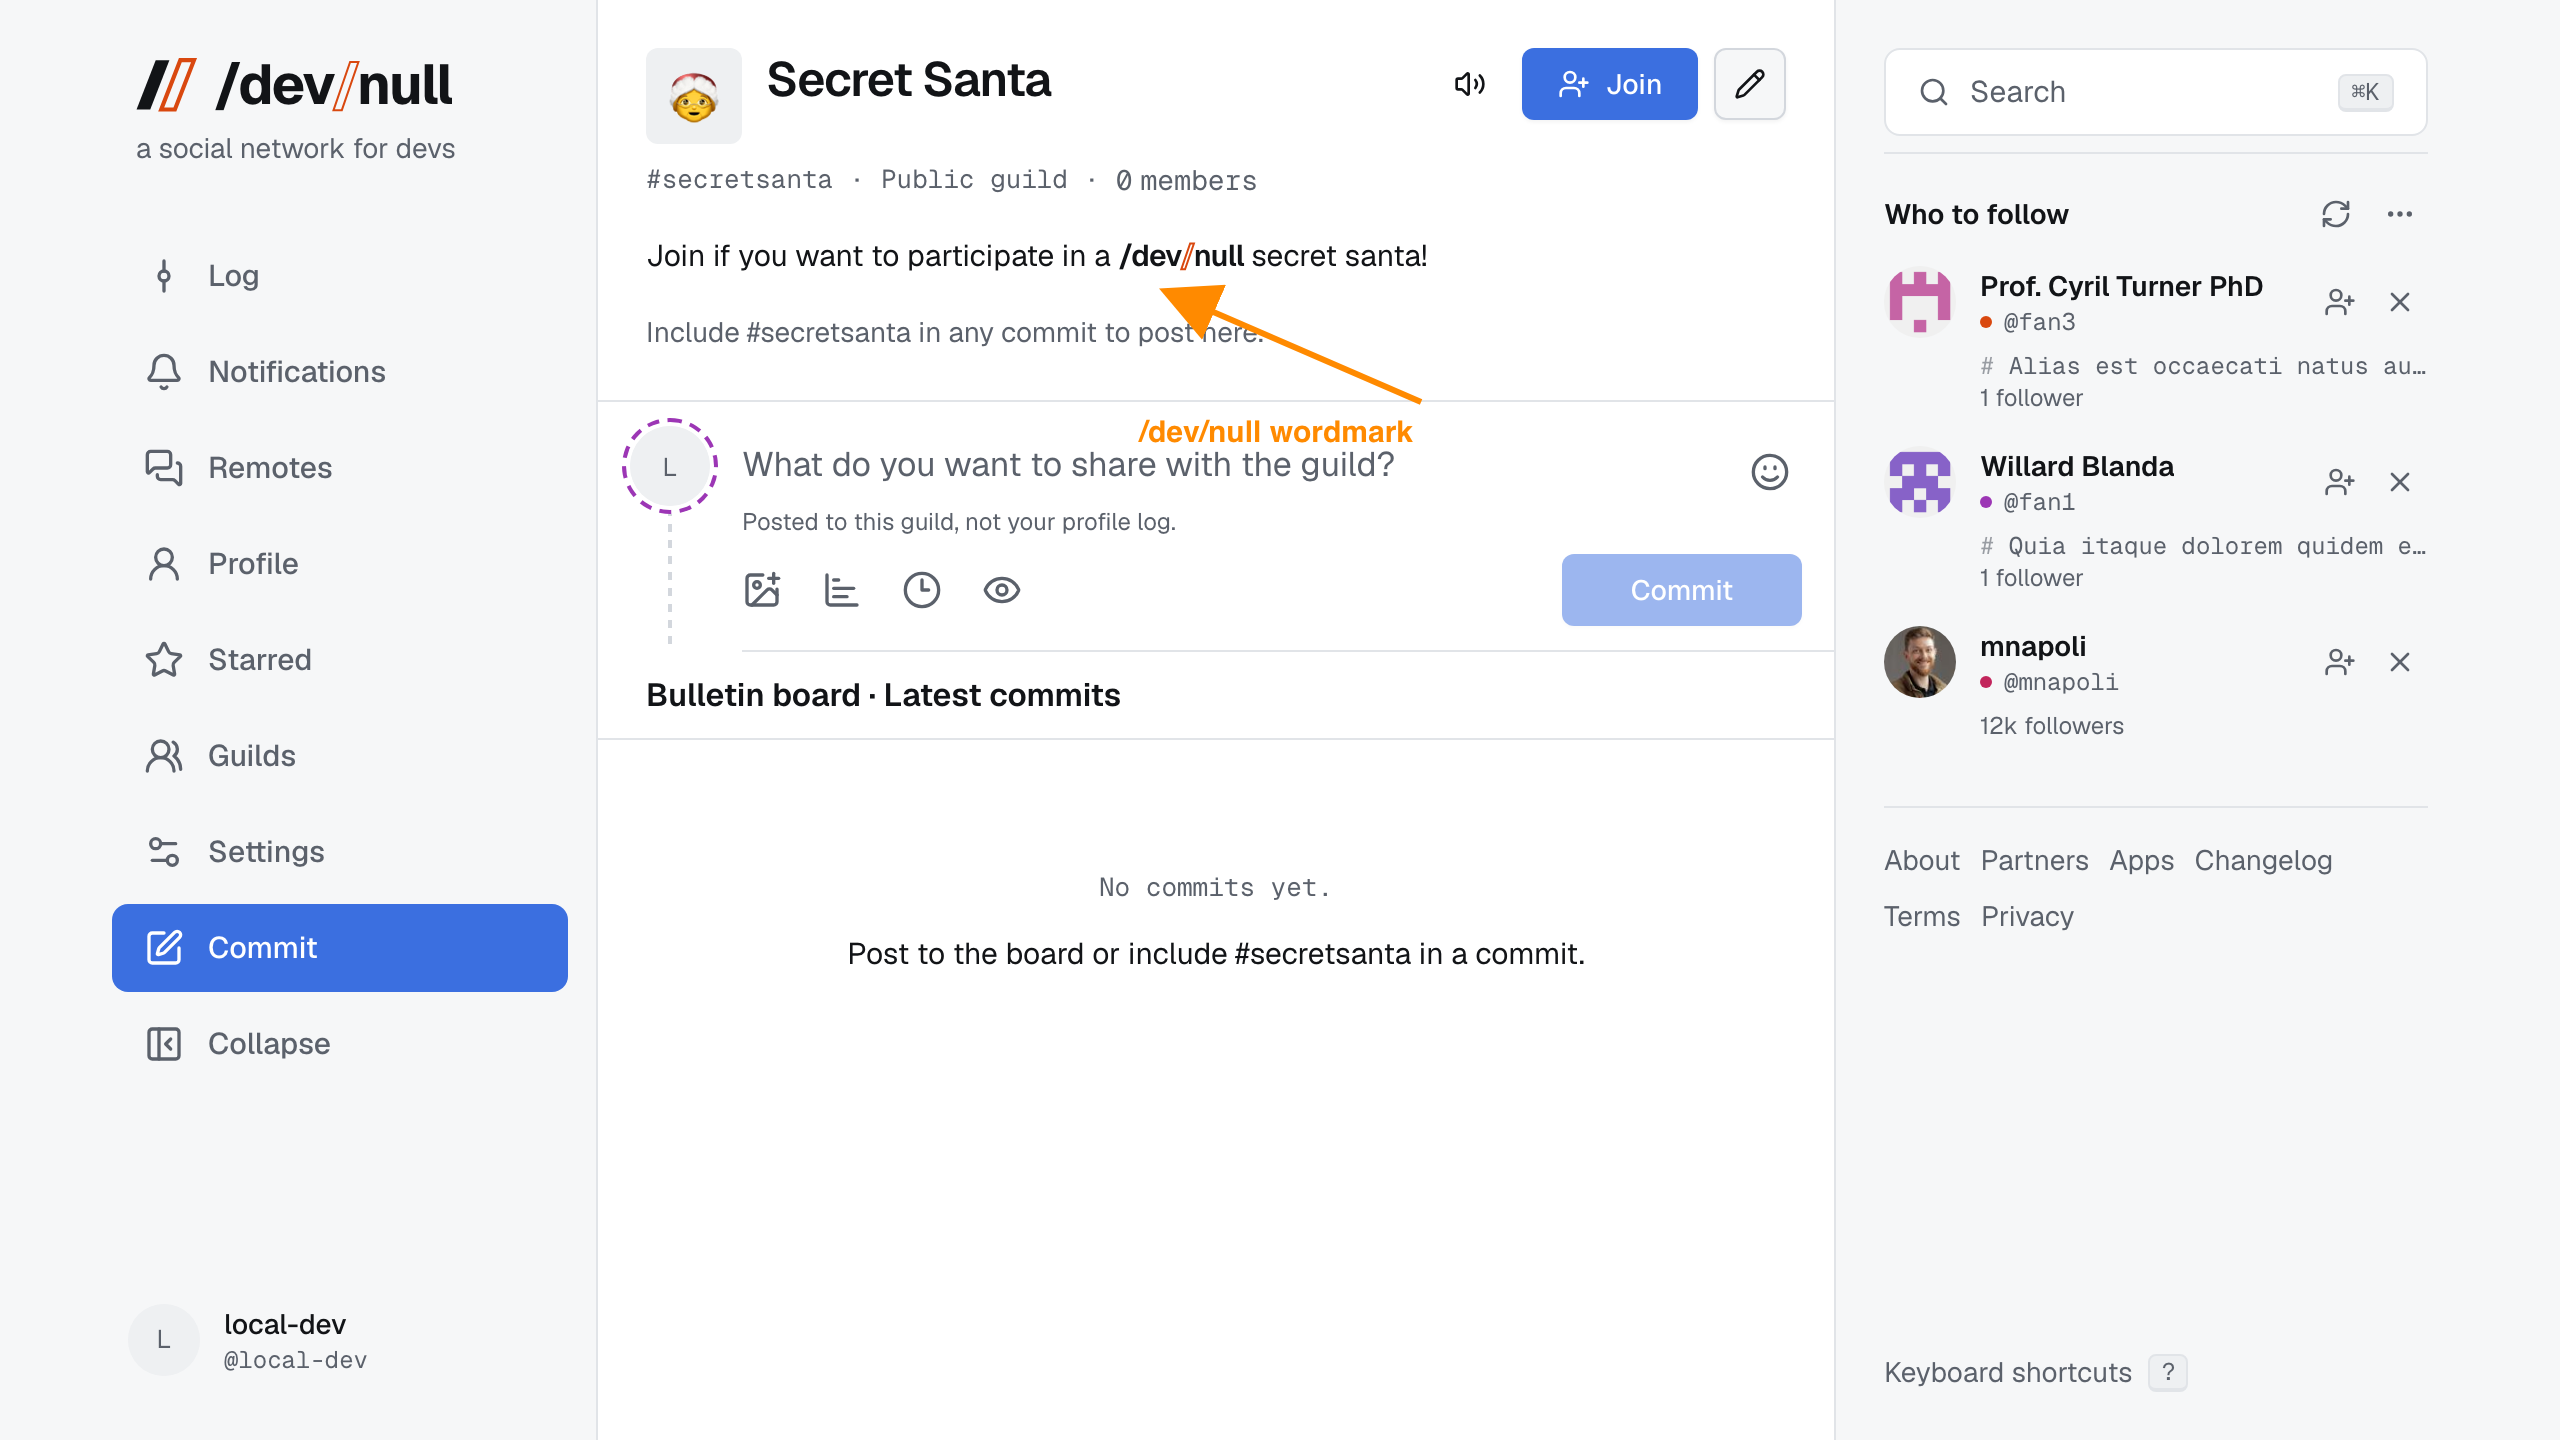 /dev/null
a social network for devs
Log
Notifications
Remotes
Profile
Starred
Guilds
Settings
Commit
Collapse
L
local-dev
@local-dev
Secret Santa
Join
#secretsanta · Public guild · 0 members
Join if you want to participate in a /dev/null secret santa!
Include #secretsanta in any commit to post here.
/dev/null wordmark
L
What do you want to share with the guild?
Posted to this guild, not your profile log.
Commit
Bulletin board · Latest commits
No commits yet.
Post to the board or include #secretsanta in a commit.
Search
⌘K
Who to follow
Prof. Cyril Turner PhD
@fan3
# Alias est occaecati natus au…
1 follower
Willard Blanda
@fan1
# Quia itaque dolorem quidem e…
1 follower
mnapoli
@mnapoli
12k followers
About Partners Apps Changelog
Terms Privacy
Keyboard shortcuts ?